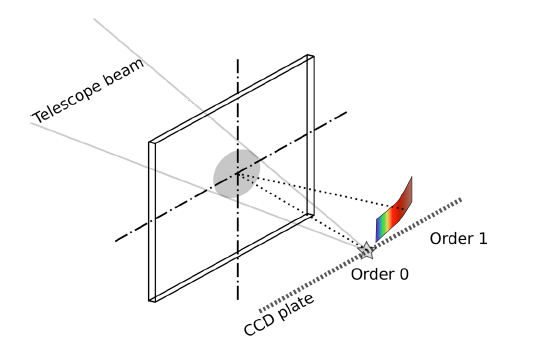 Telescope beam
Order 1
Order 0
CCD plate